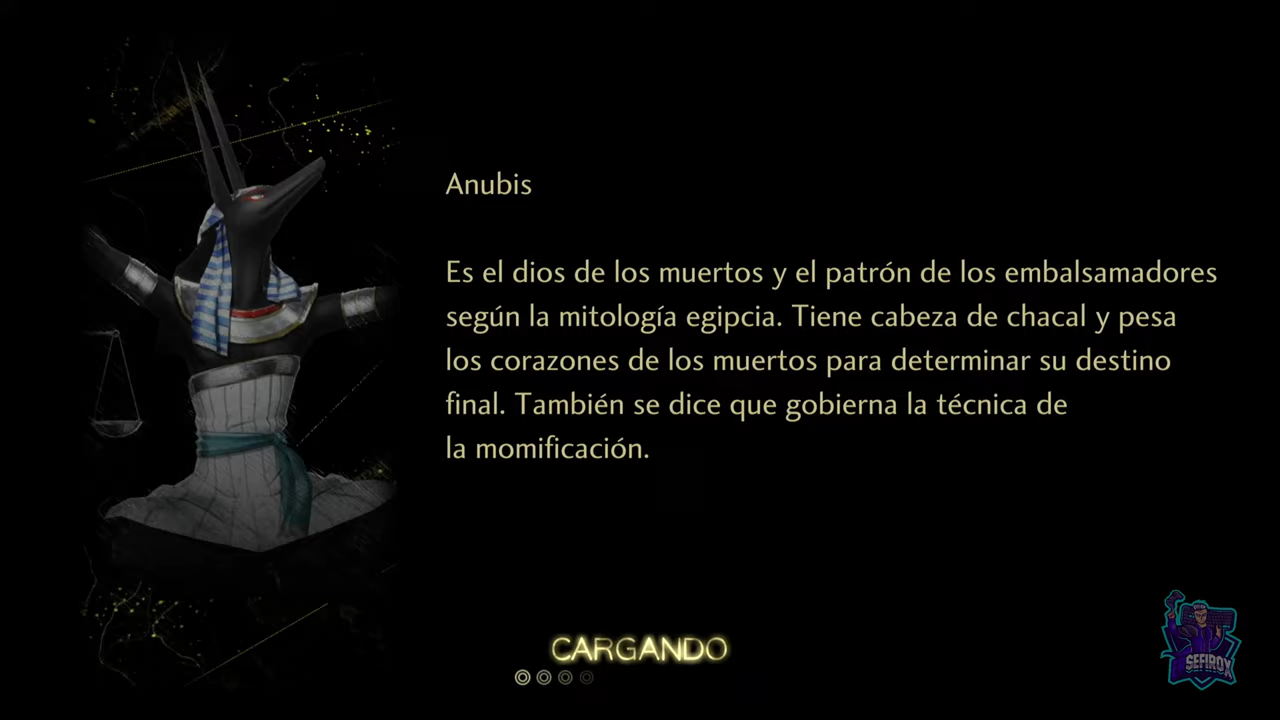 Anubis
Es el dios de los muertos y el patrón de los embalsamadores
según la mitología egipcia. Tiene cabeza de chacal y pesa
los corazones de los muertos para determinar su destino
final. También se dice que gobierna la técnica de
la momificación.
CARGANDO
SEFIROX